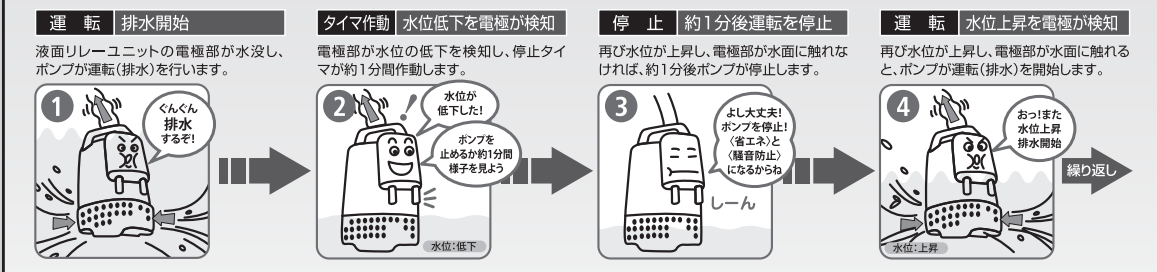 運 転 排水開始
液面リレーユニットの電極部が水没し、
ポンプが運転(排水)を行います。
1
ぐんぐん
排水
するぞ!
タイマ作動 水位低下を電極が検知
電極部が水位の低下を検知し、停止タイ
マが約1分間作動します。
2
!
水位が
低下した!
ポンプを
止めるか約1分間
様子を見よう
水位:低下
停 止 約1分後運転を停止
再び水位が上昇し、電極部が水面に触れな
ければ、約1分後ポンプが停止します。
3
よし大丈夫!
ポンプを停止!
〈省エネ〉と
〈騒音防止〉
になるからね
しーん
運 転 水位上昇を電極が検知
再び水位が上昇し、電極部が水面に触れる
と、ポンプが運転(排水)を開始します。
4
おっ!また
水位上昇
排水開始
水位:上昇
繰り返し